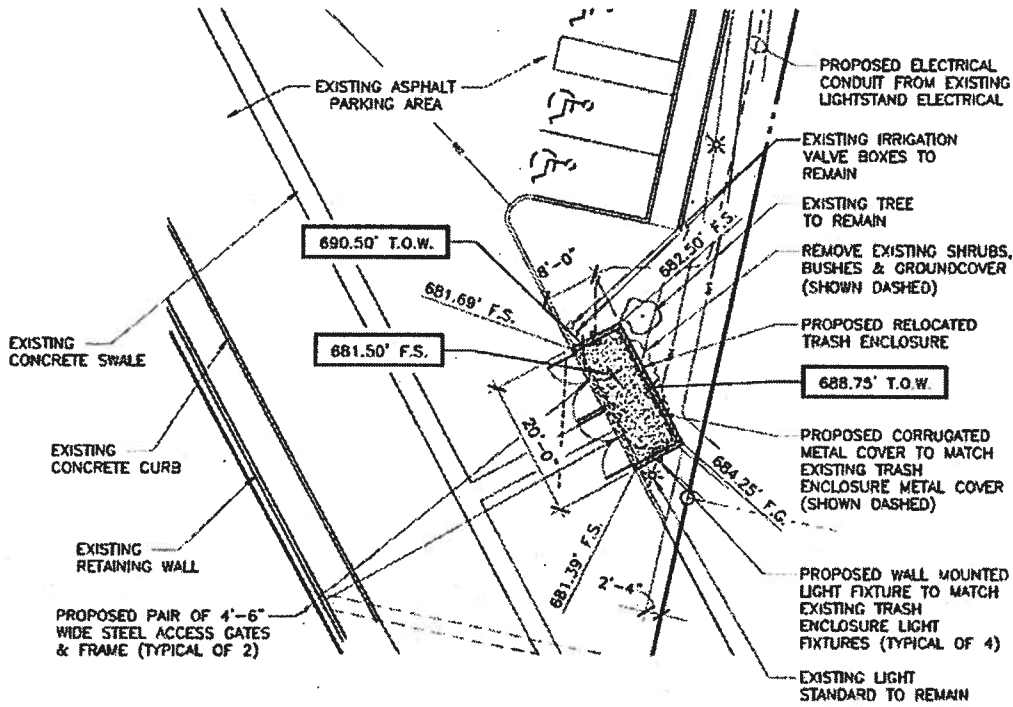 EXISTING ASPHALT
PARKING AREA
PROPOSED ELECTRICAL
CONDUIT FROM EXISTING
LIGHTSTAND ELECTRICAL
EXISTING IRRIGATION
VALVE BOXES TO
REMAIN
EXISTING TREE
TO REMAIN
REMOVE EXISTING SHRUBS,
BUSHES & GROUNDCOVER
(SHOWN DASHED)
690.50' T.O.W.
8'-0"
682.50' F.S.
681.69' F.S.
681.50' F.S.
PROPOSED RELOCATED
TRASH ENCLOSURE
688.75' T.O.W.
EXISTING
CONCRETE SWALE
20'-0"
PROPOSED CORRUGATED
METAL COVER TO MATCH
EXISTING TRASH
ENCLOSURE METAL COVER
(SHOWN DASHED)
EXISTING
CONCRETE CURB
684.25' F.G.
EXISTING
RETAINING WALL
681.39' F.S.
2'-4"
PROPOSED WALL MOUNTED
LIGHT FIXTURE TO MATCH
EXISTING TRASH
ENCLOSURE LIGHT
FIXTURES (TYPICAL OF 4)
PROPOSED PAIR OF 4'-6"
WIDE STEEL ACCESS GATES
& FRAME (TYPICAL OF 2)
EXISTING LIGHT
STANDARD TO REMAIN